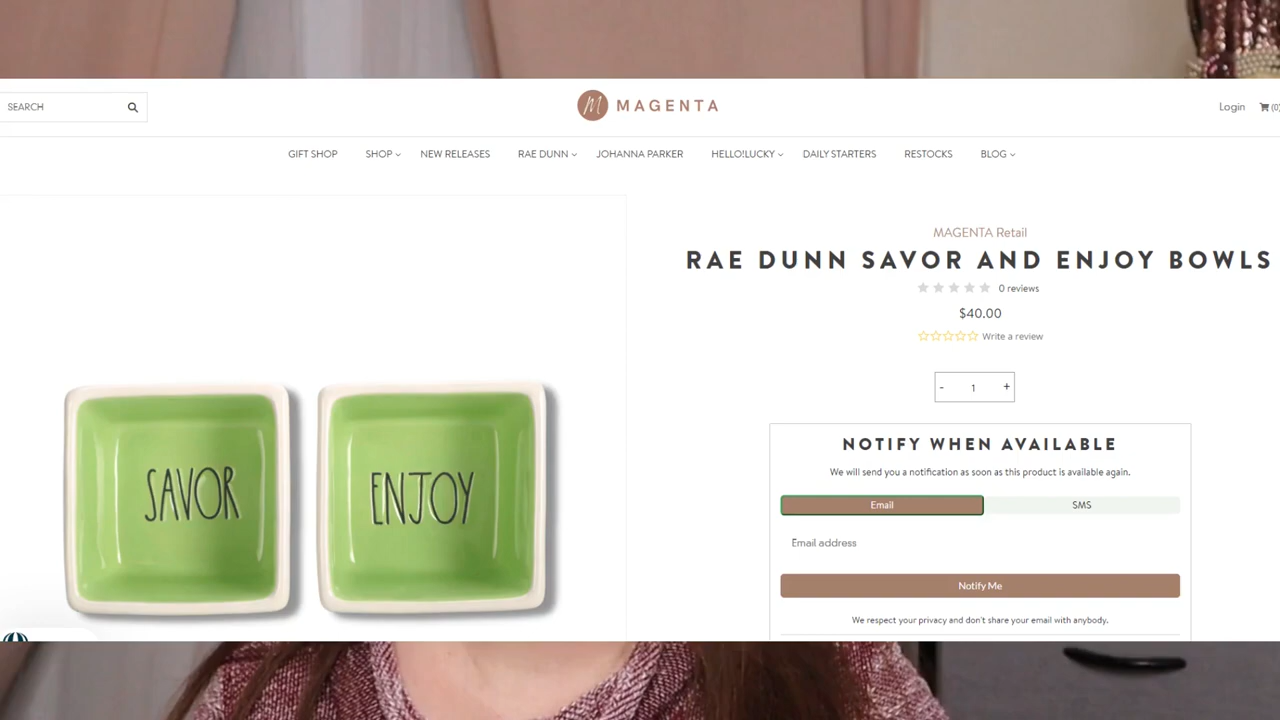 SEARCH
M MAGENTA
Login
(0)
GIFT SHOP SHOP NEW RELEASES RAE DUNN JOHANNA PARKER HELLO!LUCKY DAILY STARTERS RESTOCKS BLOG
MAGENTA Retail
RAE DUNN SAVOR AND ENJOY BOWLS
0 reviews
$40.00
Write a review
- 1 +
NOTIFY WHEN AVAILABLE
We will send you a notification as soon as this product is available again.
Email SMS
Email address
Notify Me
We respect your privacy and don't share your email with anybody.
SAVOR
ENJOY